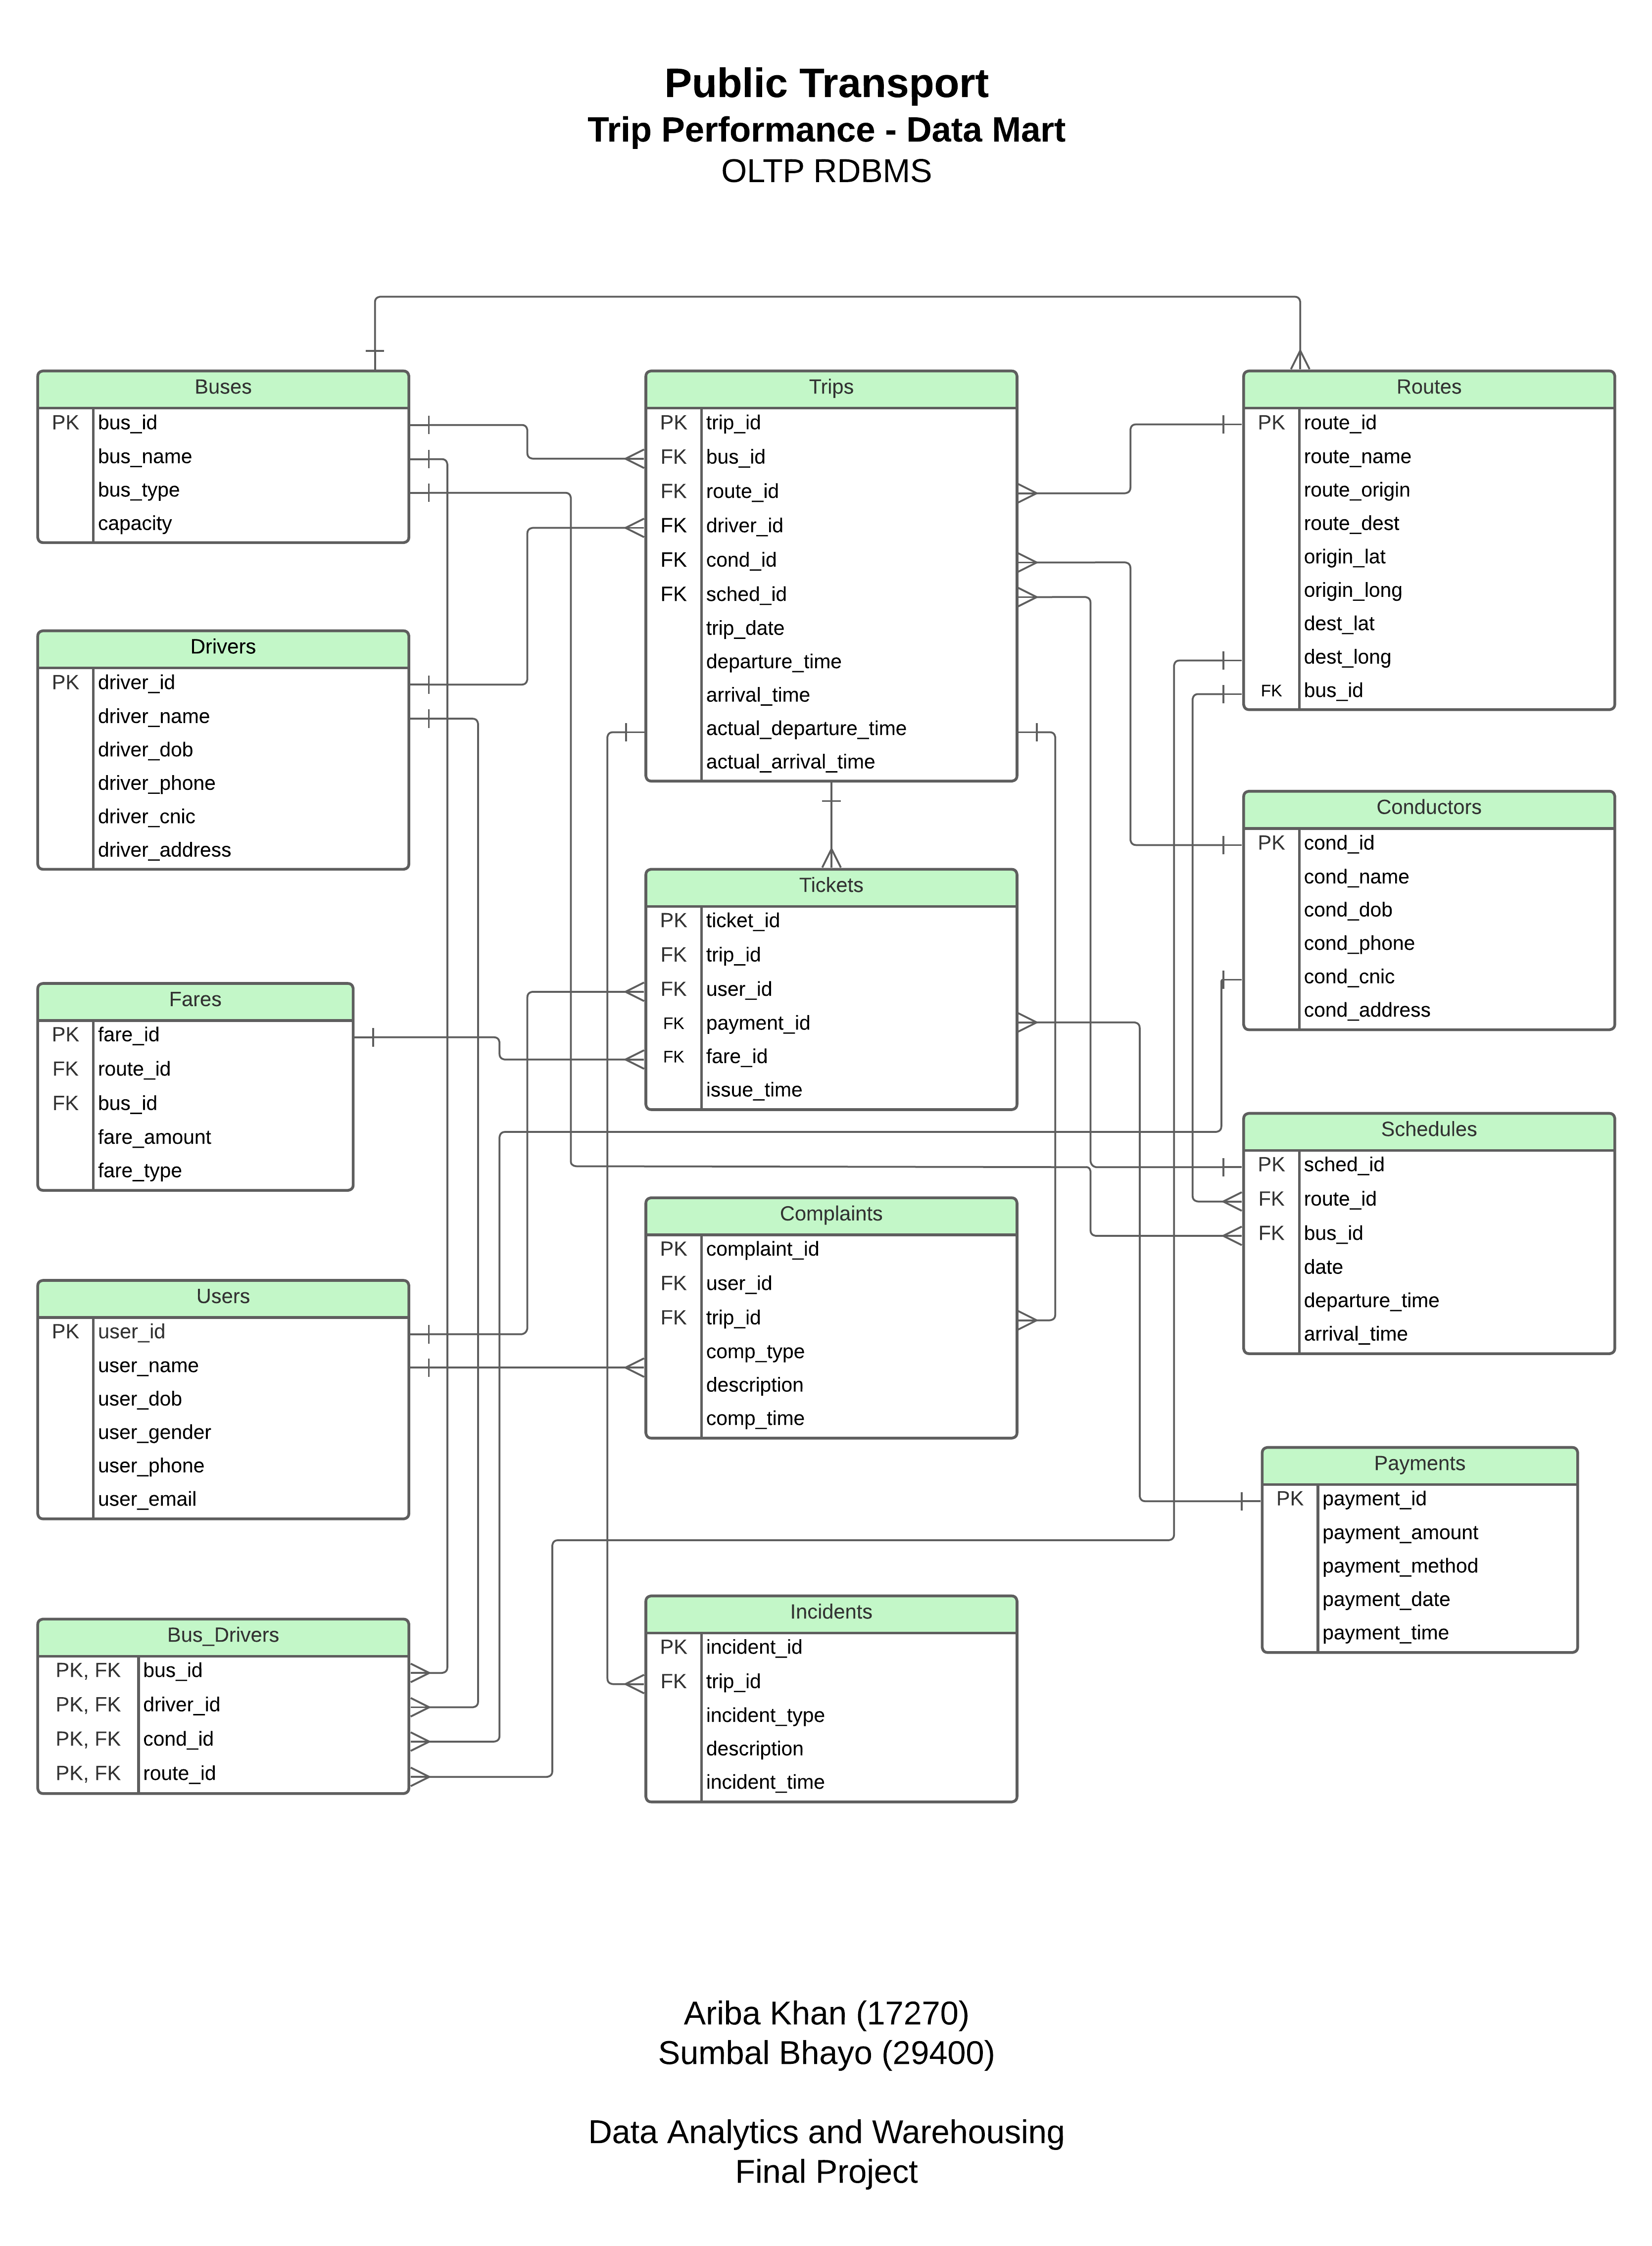 Public Transport
Trip Performance - Data Mart
OLTP RDBMS
Buses
PK bus_id
bus_name
bus_type
capacity
Drivers
PK driver_id
driver_name
driver_dob
driver_phone
driver_cnic
driver_address
Fares
PK fare_id
FK route_id
FK bus_id
fare_amount
fare_type
Users
PK user_id
user_name
user_dob
user_gender
user_phone
user_email
Bus_Drivers
PK, FK bus_id
PK, FK driver_id
PK, FK cond_id
PK, FK route_id
Trips
PK trip_id
FK bus_id
FK route_id
FK driver_id
FK cond_id
FK sched_id
trip_date
departure_time
arrival_time
actual_departure_time
actual_arrival_time
Tickets
PK ticket_id
FK trip_id
FK user_id
FK payment_id
FK fare_id
issue_time
Complaints
PK complaint_id
FK user_id
FK trip_id
comp_type
description
comp_time
Incidents
PK incident_id
FK trip_id
incident_type
description
incident_time
Routes
PK route_id
route_name
route_origin
route_dest
origin_lat
origin_long
dest_lat
dest_long
FK bus_id
Conductors
PK cond_id
cond_name
cond_dob
cond_phone
cond_cnic
cond_address
Schedules
PK sched_id
FK route_id
FK bus_id
date
departure_time
arrival_time
Payments
PK payment_id
payment_amount
payment_method
payment_date
payment_time
Ariba Khan (17270)
Sumbal Bhayo (29400)
Data Analytics and Warehousing
Final Project